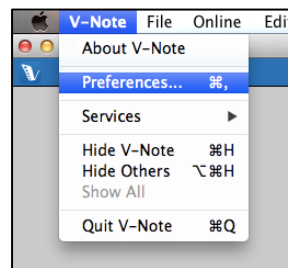 V-Note File Online Edi
About V-Note
Preferences... ⌘,
Services ▶
Hide V-Note ⌘H
Hide Others ⌥⌘H
Show All
Quit V-Note ⌘Q